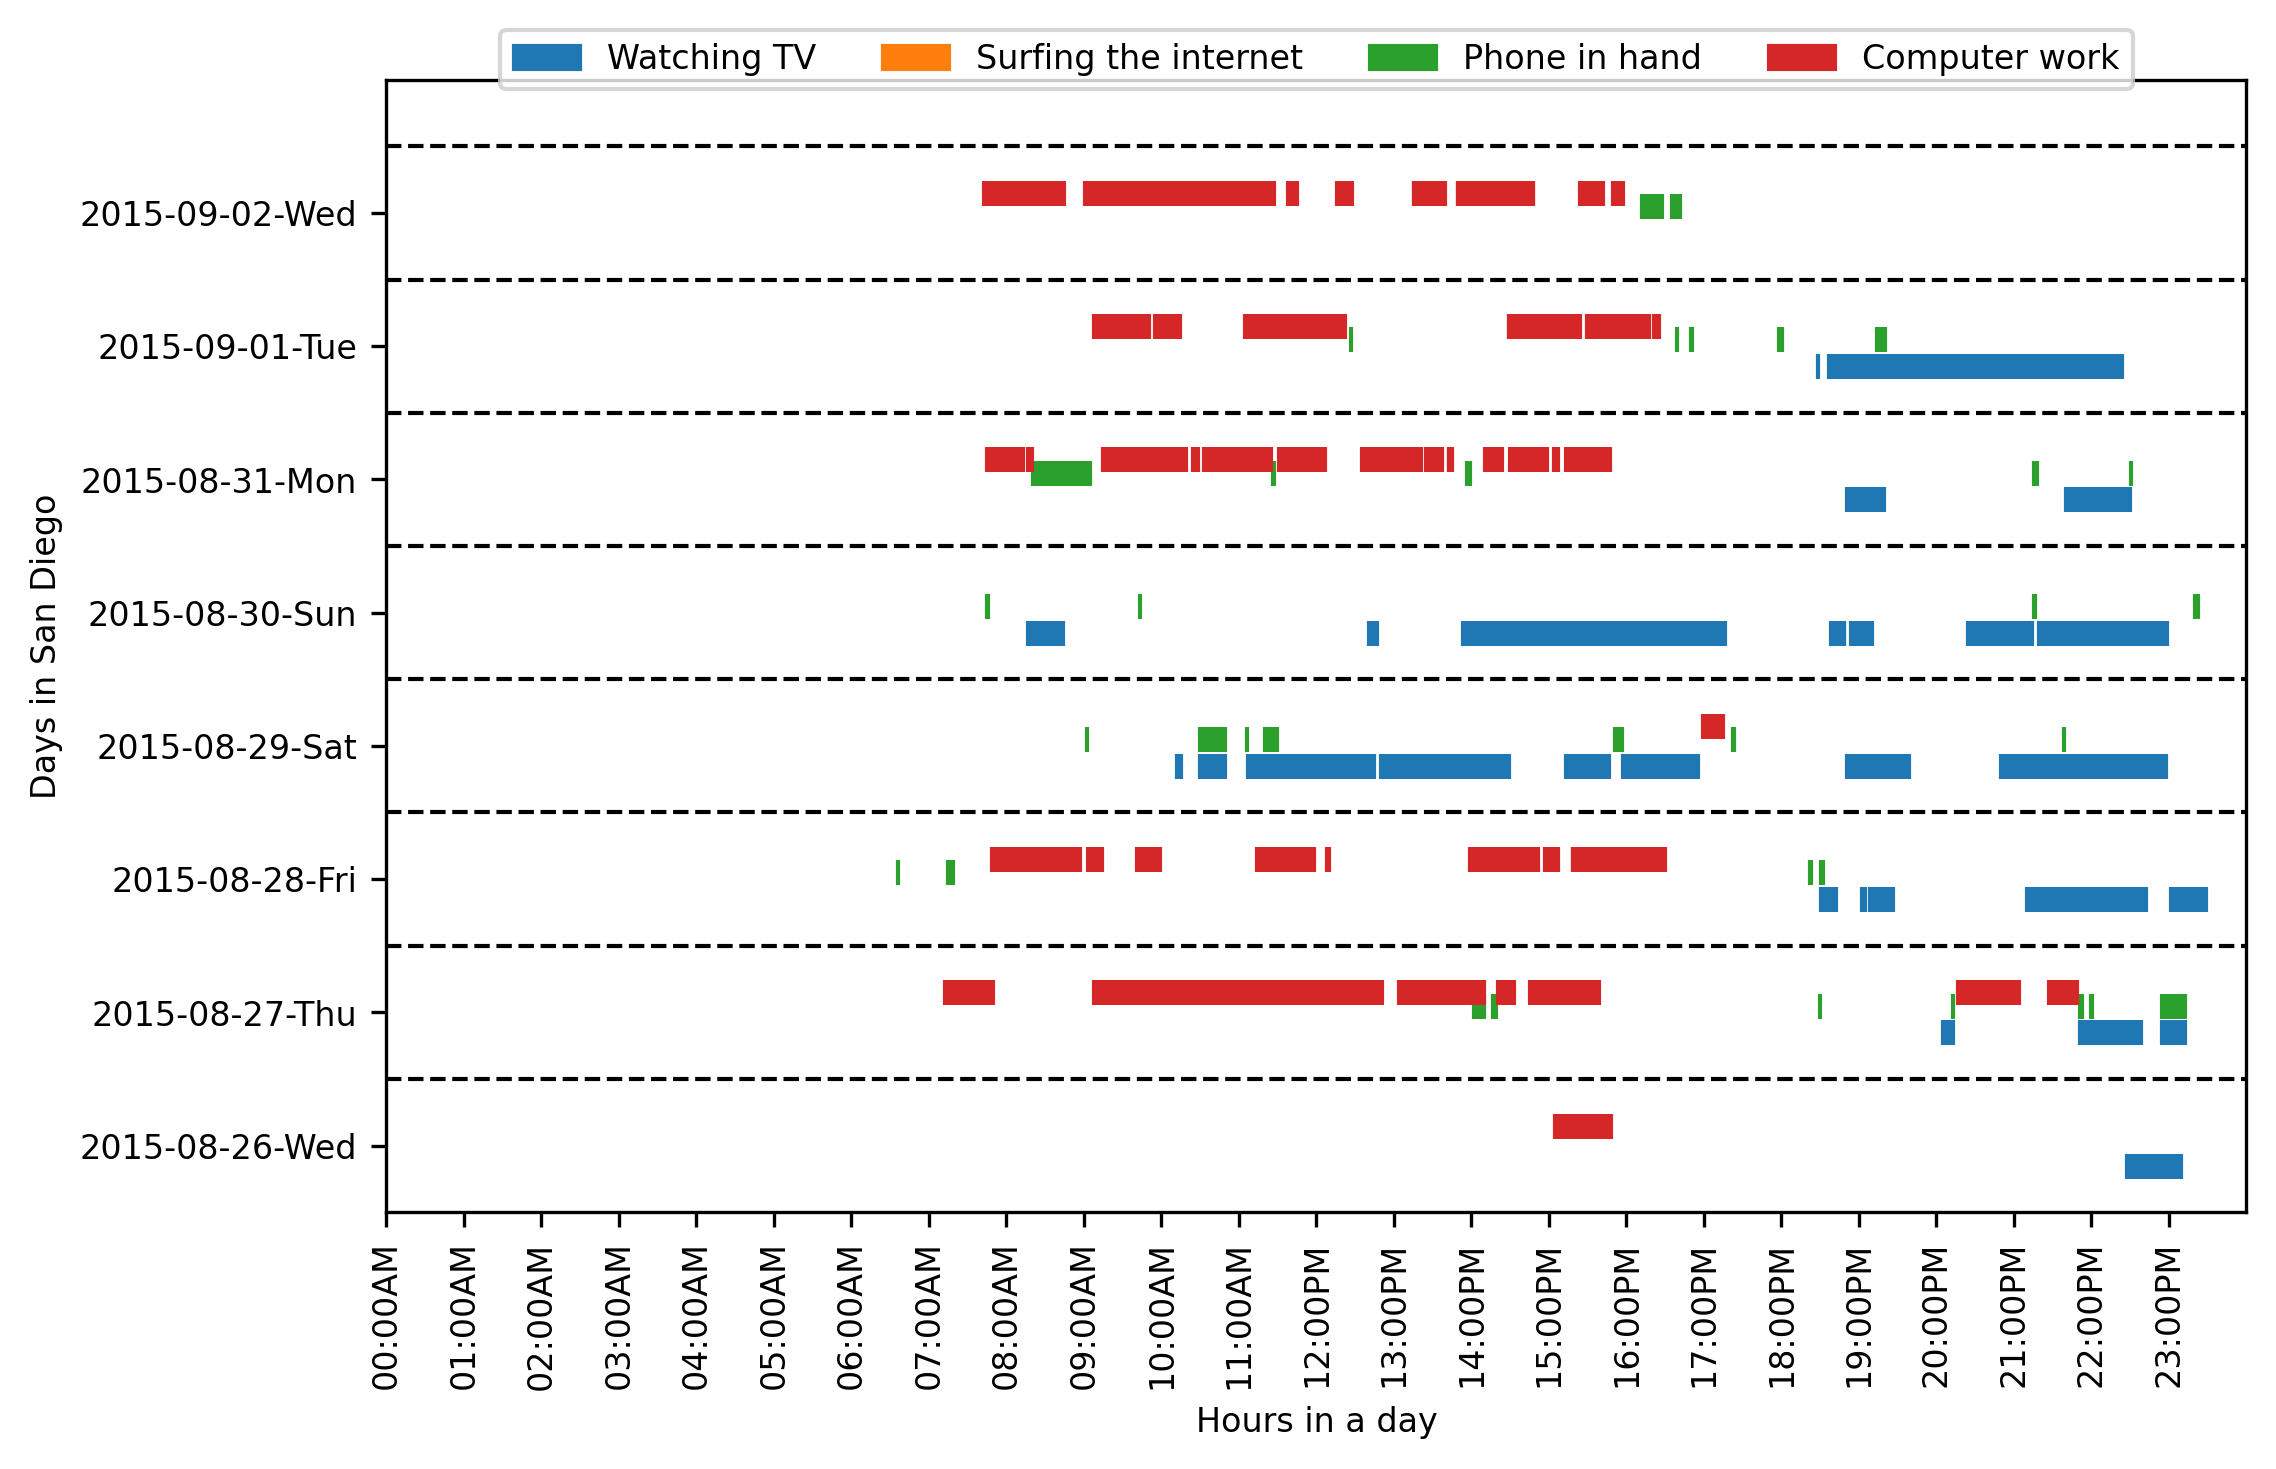 Watching TV
Surfing the internet
Phone in hand
Computer work
Days in San Diego
2015-09-02-Wed
2015-09-01-Tue
2015-08-31-Mon
2015-08-30-Sun
2015-08-29-Sat
2015-08-28-Fri
2015-08-27-Thu
2015-08-26-Wed
00:00AM
01:00AM
02:00AM
03:00AM
04:00AM
05:00AM
06:00AM
07:00AM
08:00AM
09:00AM
10:00AM
11:00AM
12:00PM
13:00PM
14:00PM
15:00PM
16:00PM
17:00PM
18:00PM
19:00PM
20:00PM
21:00PM
22:00PM
23:00PM
Hours in a day